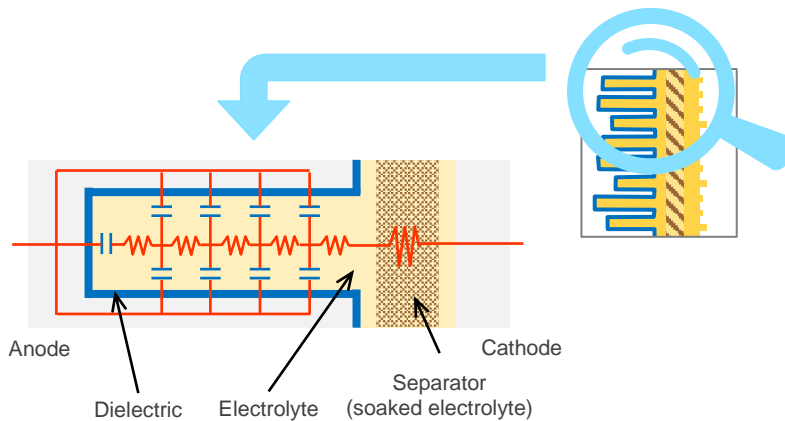 Anode
Cathode
Dielectric
Electrolyte
Separator
(soaked electrolyte)